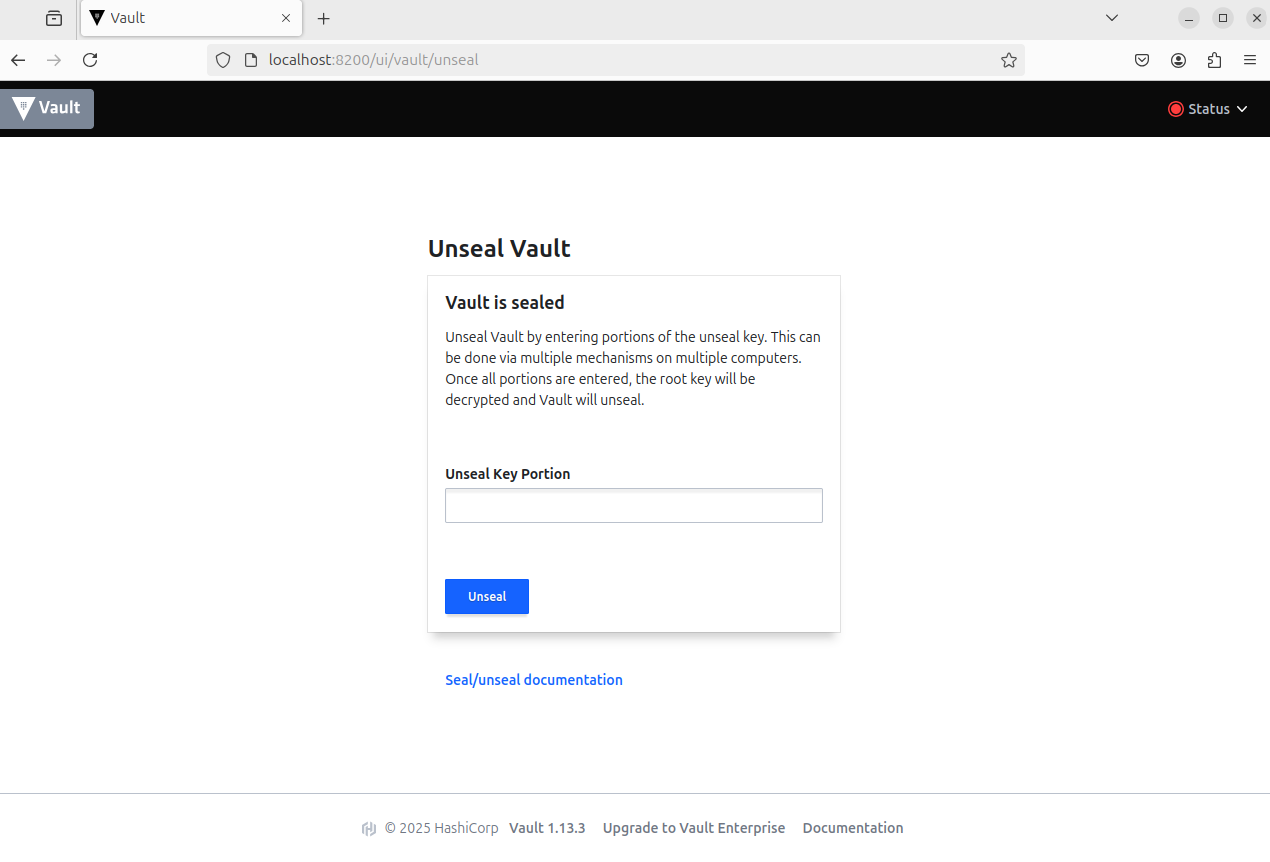 Vault
localhost:8200/ui/vault/unseal
Vault
Status
Unseal Vault
Vault is sealed
Unseal Vault by entering portions of the unseal key. This can
be done via multiple mechanisms on multiple computers.
Once all portions are entered, the root key will be
decrypted and Vault will unseal.
Unseal Key Portion
Unseal
Seal/unseal documentation
© 2025 HashiCorp Vault 1.13.3 Upgrade to Vault Enterprise Documentation